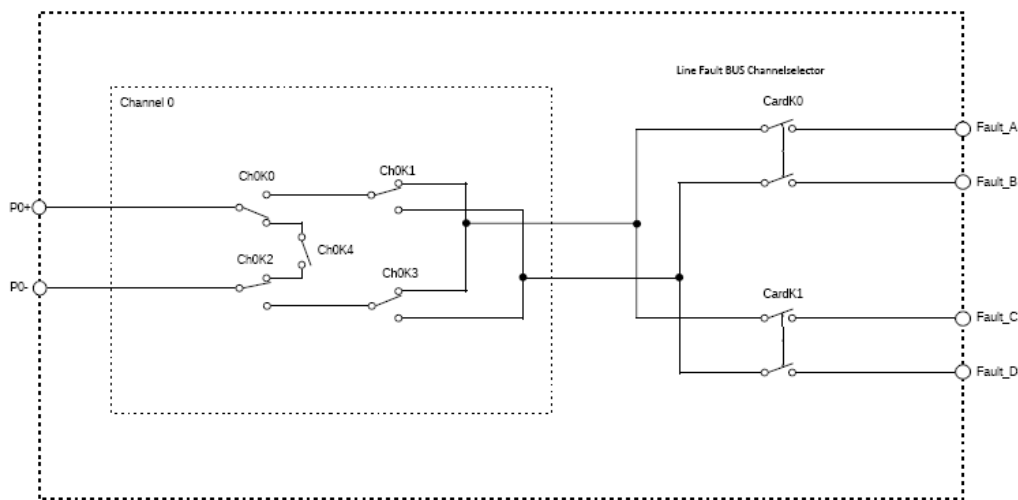 Line Fault BUS Channelselector
Channel 0
CardK0
Fault_A
Ch0K0
Ch0K1
Fault_B
P0+
Ch0K4
Ch0K2
Ch0K3
P0-
CardK1
Fault_C
Fault_D